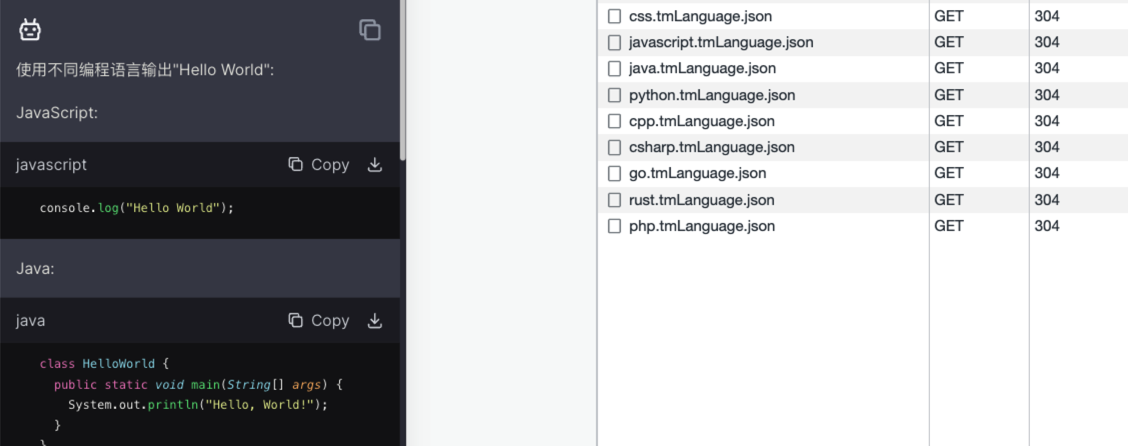 使用不同编程语言输出"Hello World":
JavaScript:
javascript Copy
console.log("Hello World");
Java:
java Copy
class HelloWorld {
public static void main(String[] args) {
System.out.println("Hello, World!");
}
}
css.tmLanguage.json GET 304
javascript.tmLanguage.json GET 304
java.tmLanguage.json GET 304
python.tmLanguage.json GET 304
cpp.tmLanguage.json GET 304
csharp.tmLanguage.json GET 304
go.tmLanguage.json GET 304
rust.tmLanguage.json GET 304
php.tmLanguage.json GET 304